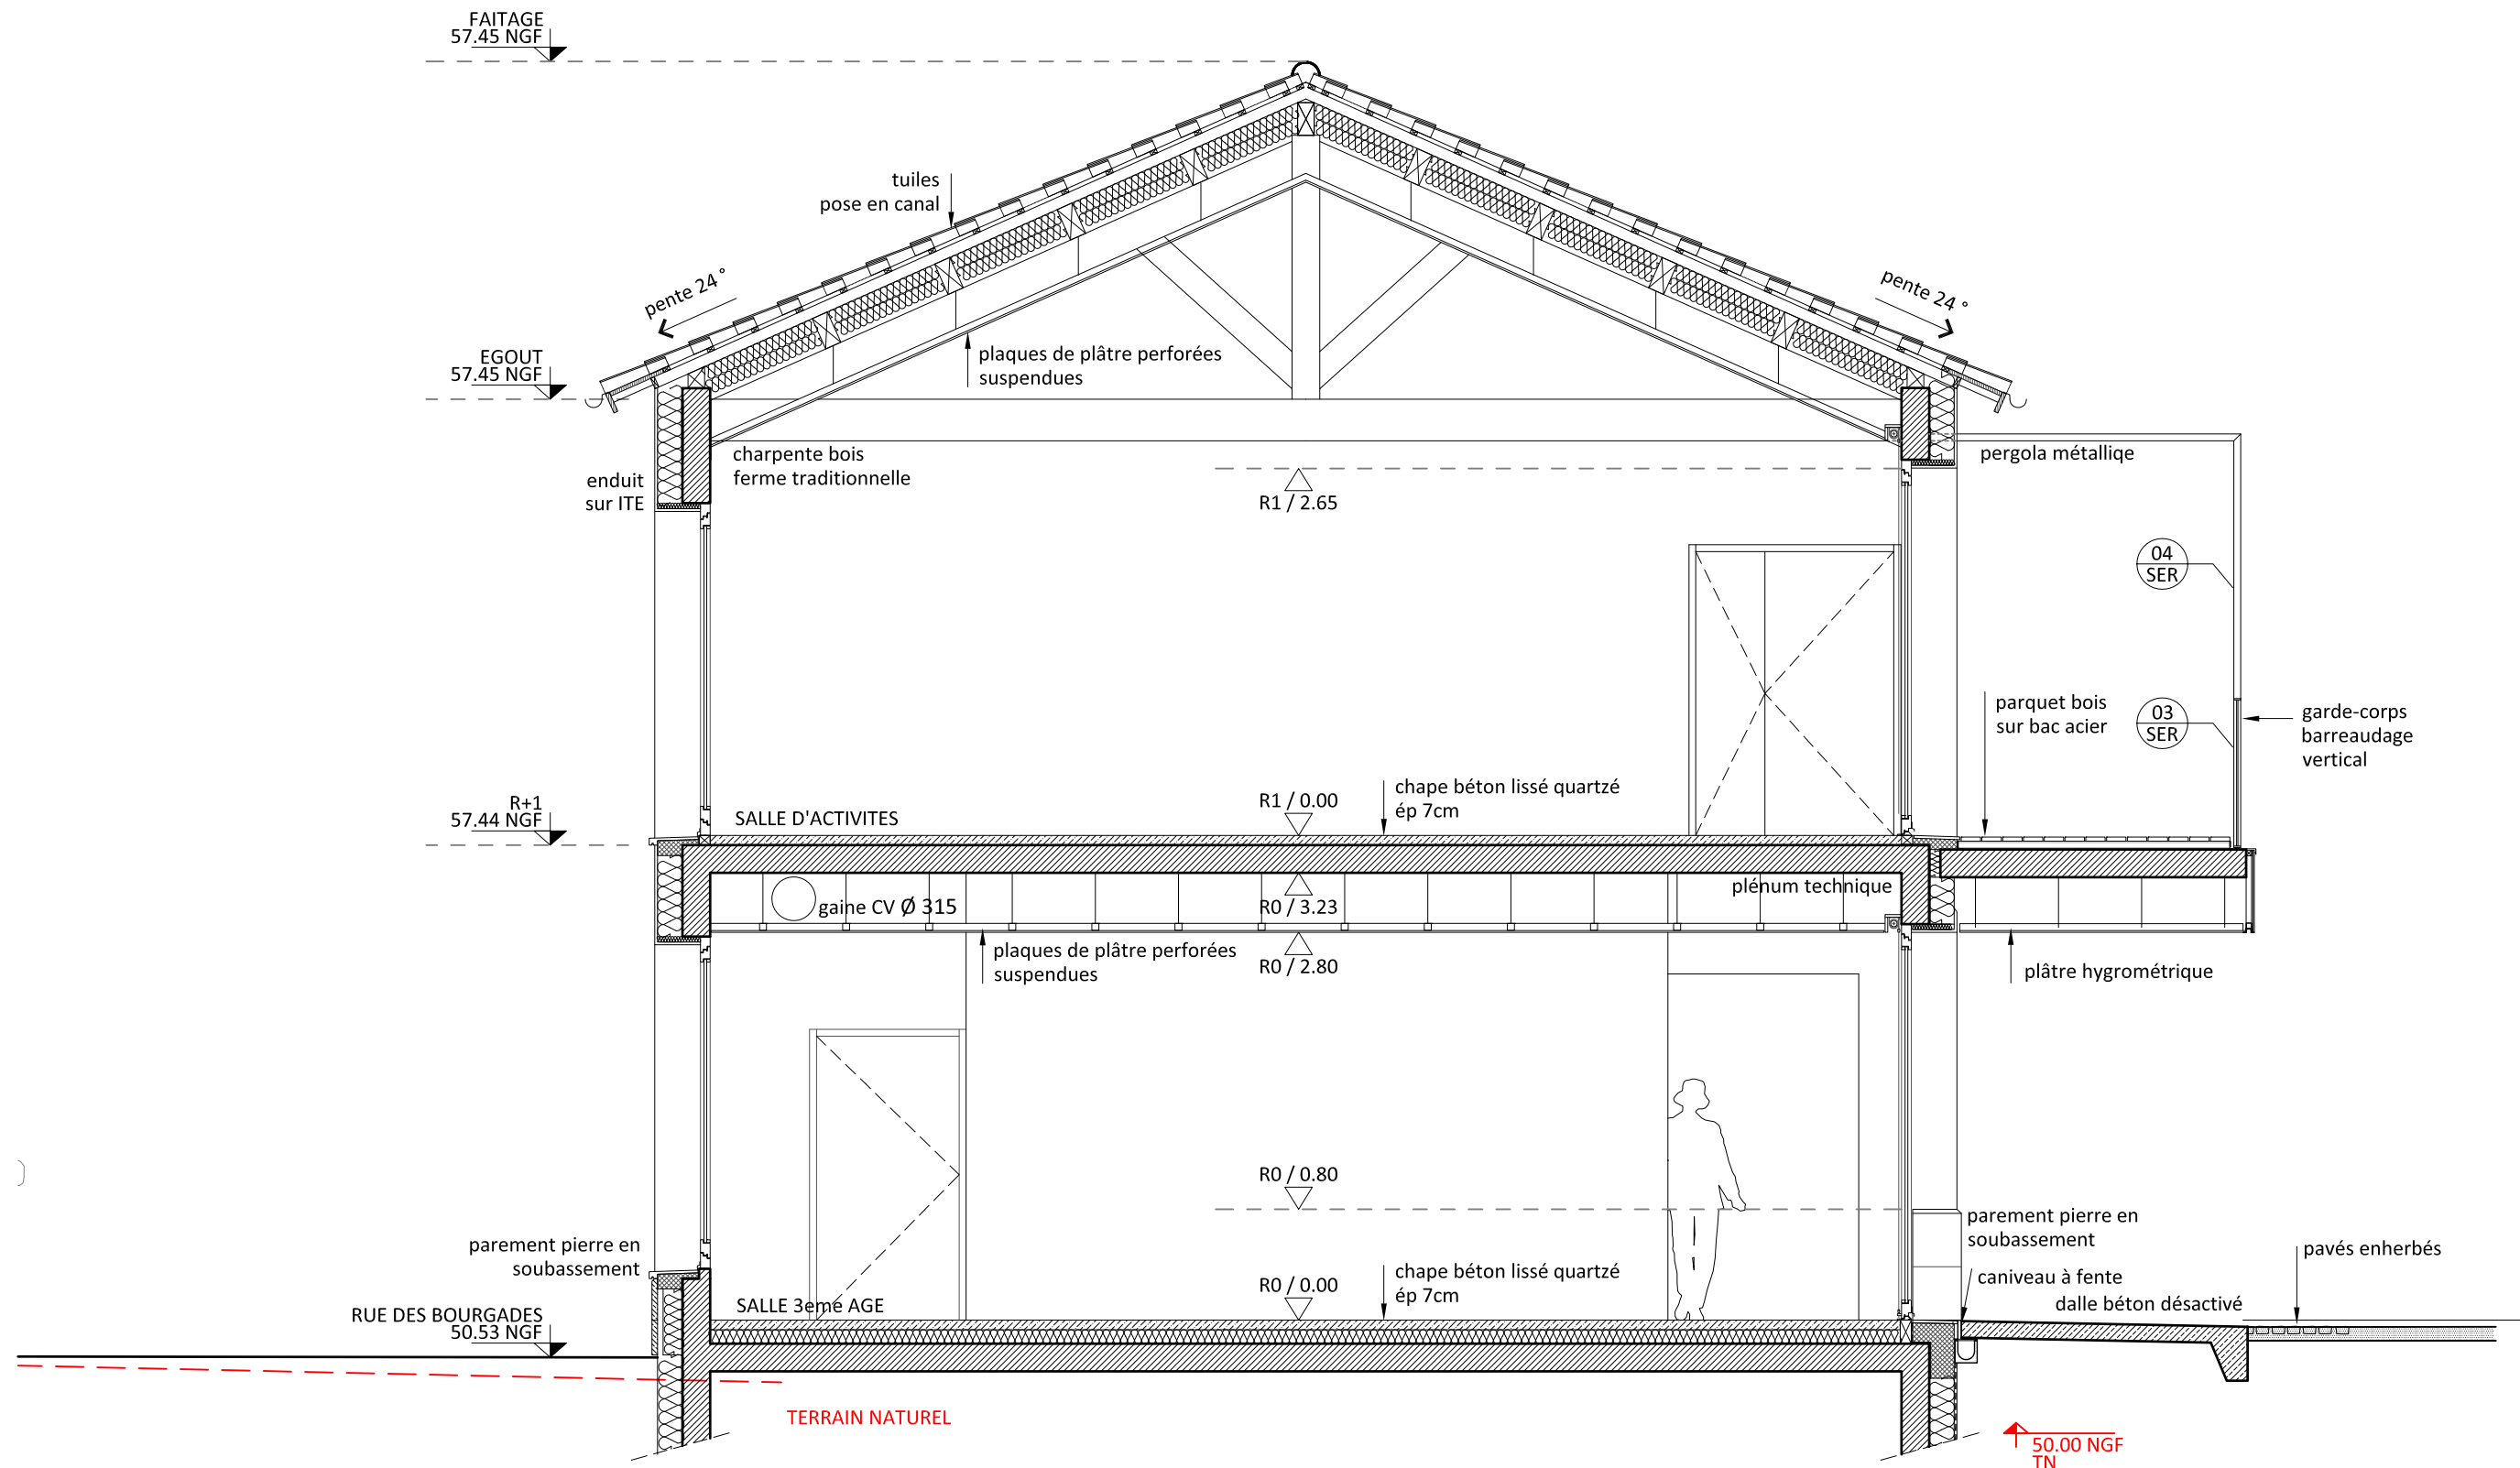 FAITAGE
57.45 NGF
tuiles
pose en canal
pente 24 °
pente 24 °
EGOUT
57.45 NGF
plaques de plâtre perforées
suspendues
charpente bois
ferme traditionnelle
enduit
sur ITE
pergola métalliqe
R1 / 2.65
04
SER
parquet bois
sur bac acier
03
SER
garde-corps
barreaudage
vertical
R+1
57.44 NGF
SALLE D'ACTIVITES
R1 / 0.00
chape béton lissé quartzé
ép 7cm
plénum technique
gaine CV Ø 315
R0 / 3.23
plaques de plâtre perforées
suspendues
R0 / 2.80
plâtre hygrométrique
R0 / 0.80
parement pierre en
soubassement
parement pierre en
soubassement
pavés enherbés
chape béton lissé quartzé
ép 7cm
R0 / 0.00
caniveau à fente
dalle béton désactivé
SALLE 3eme AGE
RUE DES BOURGADES
50.53 NGF
TERRAIN NATUREL
50.00 NGF
TN